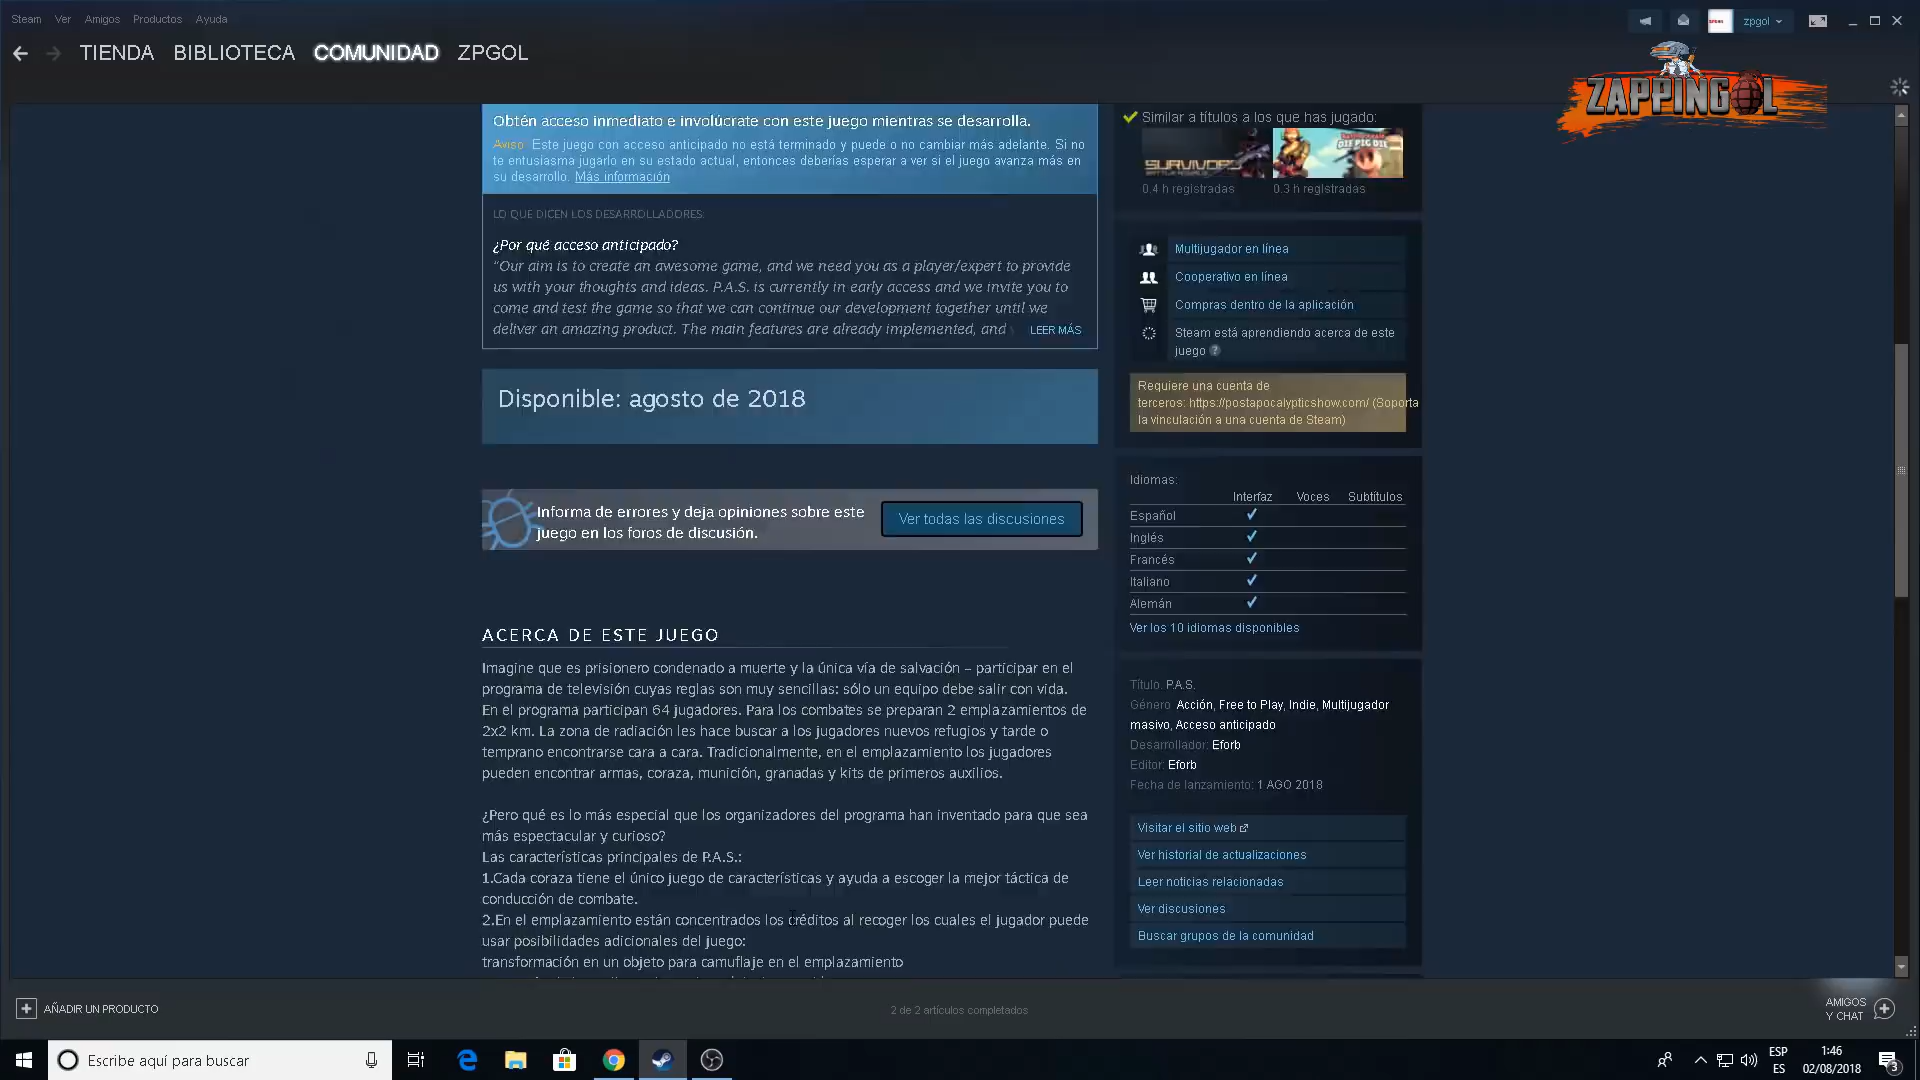 Steam Ver Amigos Productos Ayuda
zpgol
TIENDA BIBLIOTECA COMUNIDAD ZPGOL
ZAPPINGOL
Obtén acceso inmediato e involúcrate con este juego mientras se desarrolla.
Aviso Este juego con acceso anticipado no está terminado y puede o no cambiar más adelante. Si no
te entusiasma jugarlo en su estado actual, entonces deberías esperar a ver si el juego avanza más en
su desarrollo. Más información
LO QUE DICEN LOS DESARROLLADORES:
¿Por qué acceso anticipado?
"Our aim is to create an awesome game, and we need you as a player/expert to provide
us with your thoughts and ideas. P.A.S. is currently in early access and we invite you to
come and test the game so that we can continue our development together until we
deliver an amazing product. The main features are already implemented, and
LEER MÁS
Disponible: agosto de 2018
Informa de errores y deja opiniones sobre este
juego en los foros de discusión.
Ver todas las discusiones
ACERCA DE ESTE JUEGO
Imagine que es prisionero condenado a muerte y la única vía de salvación – participar en el
programa de televisión cuyas reglas son muy sencillas: sólo un equipo debe salir con vida.
En el programa participan 64 jugadores. Para los combates se preparan 2 emplazamientos de
2x2 km. La zona de radiación les hace buscar a los jugadores nuevos refugios y tarde o
temprano encontrarse cara a cara. Tradicionalmente, en el emplazamiento los jugadores
pueden encontrar armas, coraza, munición, granadas y kits de primeros auxilios.
¿Pero qué es lo más especial que los organizadores del programa han inventado para que sea
más espectacular y curioso?
Las características principales de P.A.S.:
1.Cada coraza tiene el único juego de características y ayuda a escoger la mejor táctica de
conducción de combate.
2.En el emplazamiento están concentrados los créditos al recoger los cuales el jugador puede
usar posibilidades adicionales del juego:
transformación en un objeto para camuflaje en el emplazamiento
Similar a títulos a los que has jugado:
SURVIVORS
DIE PIG DIE
0.4 h registradas 0.3 h registradas
Multijugador en línea
Cooperativo en línea
Compras dentro de la aplicación
Steam está aprendiendo acerca de este
juego ?
Requiere una cuenta de
terceros: https://postapocalypticshow.com/ (Soporta
la vinculación a una cuenta de Steam)
Idiomas:
Interfaz Voces Subtítulos
Español ✓
Inglés ✓
Francés ✓
Italiano ✓
Alemán ✓
Ver los 10 idiomas disponibles
Título: P.A.S.
Género: Acción, Free to Play, Indie, Multijugador
masivo, Acceso anticipado
Desarrollador: Eforb
Editor: Eforb
Fecha de lanzamiento: 1 AGO 2018
Visitar el sitio web
Ver historial de actualizaciones
Leer noticias relacionadas
Ver discusiones
Buscar grupos de la comunidad
AÑADIR UN PRODUCTO
2 de 2 artículos completados
AMIGOS
Y CHAT
Escribe aquí para buscar
ESP
ES
1:46
02/08/2018
3